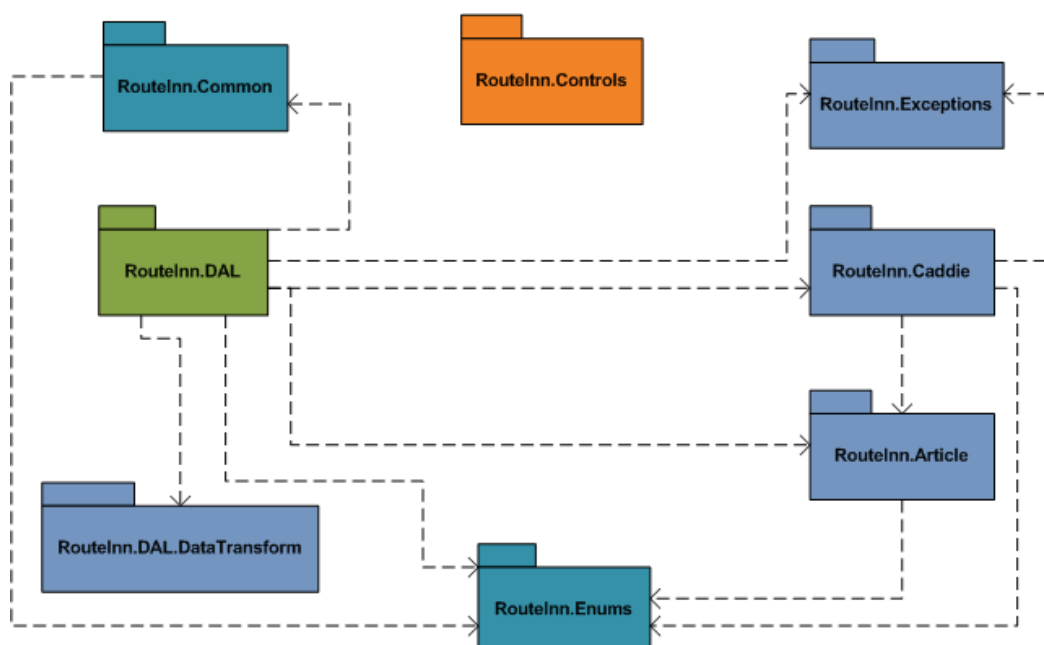 RouteInn.Common
RouteInn.Controls
RouteInn.Exceptions
RouteInn.DAL
RouteInn.Caddie
RouteInn.Article
RouteInn.DAL.DataTransform
RouteInn.Enums